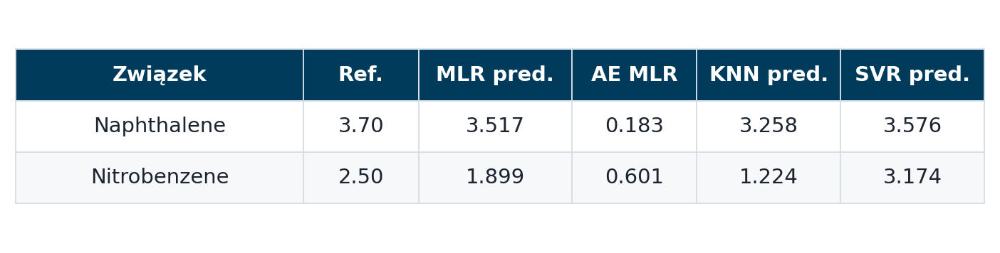 Związek Ref. MLR pred. AE MLR KNN pred. SVR pred.
Naphthalene 3.70 3.517 0.183 3.258 3.576
Nitrobenzene 2.50 1.899 0.601 1.224 3.174